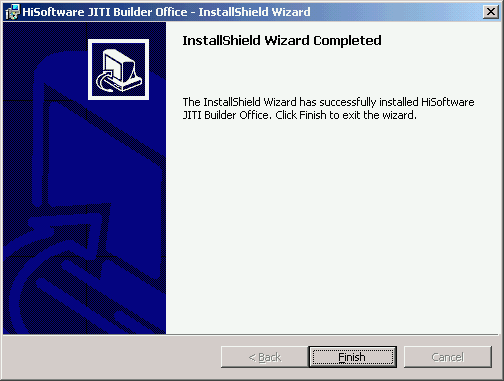 HiSoftware JITI Builder Office - InstallShield Wizard
InstallShield Wizard Completed
The InstallShield Wizard has successfully installed HiSoftware
JITI Builder Office. Click Finish to exit the wizard.
< Back Finish Cancel